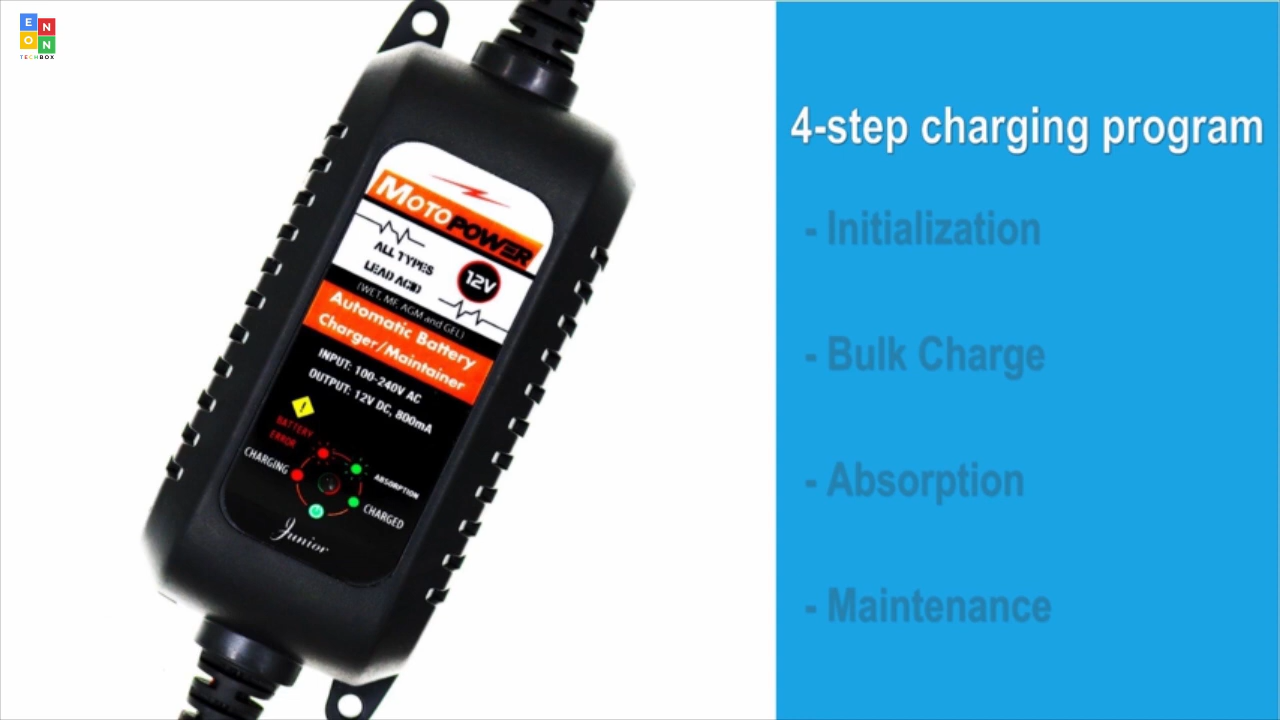 E N
O N
TECHBOX
4-step charging program
- Initialization
- Bulk Charge
- Absorption
- Maintenance
MOTOPOWER
ALL TYPES
LEAD ACID
12V
(WET, MF, AGM and GEL)
Automatic Battery
Charger/Maintainer
INPUT: 100-240V AC
OUTPUT: 12V DC, 800mA
!
BATTERY
ERROR
CHARGING
ABSORPTION
CHARGED
Junior